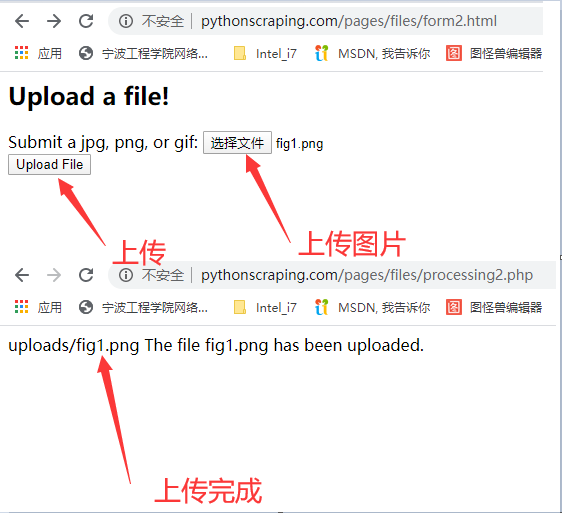 不安全 | pythonscraping.com/pages/files/form2.html
应用 宁波工程学院网络... Intel_i7 MSDN, 我告诉你 图怪兽编辑器
Upload a file!
Submit a jpg, png, or gif: 选择文件 fig1.png
Upload File
上传
上传图片
不安全 | pythonscraping.com/pages/files/processing2.php
应用 宁波工程学院网络... Intel_i7 MSDN, 我告诉你 图怪兽编辑器
uploads/fig1.png The file fig1.png has been uploaded.
上传完成